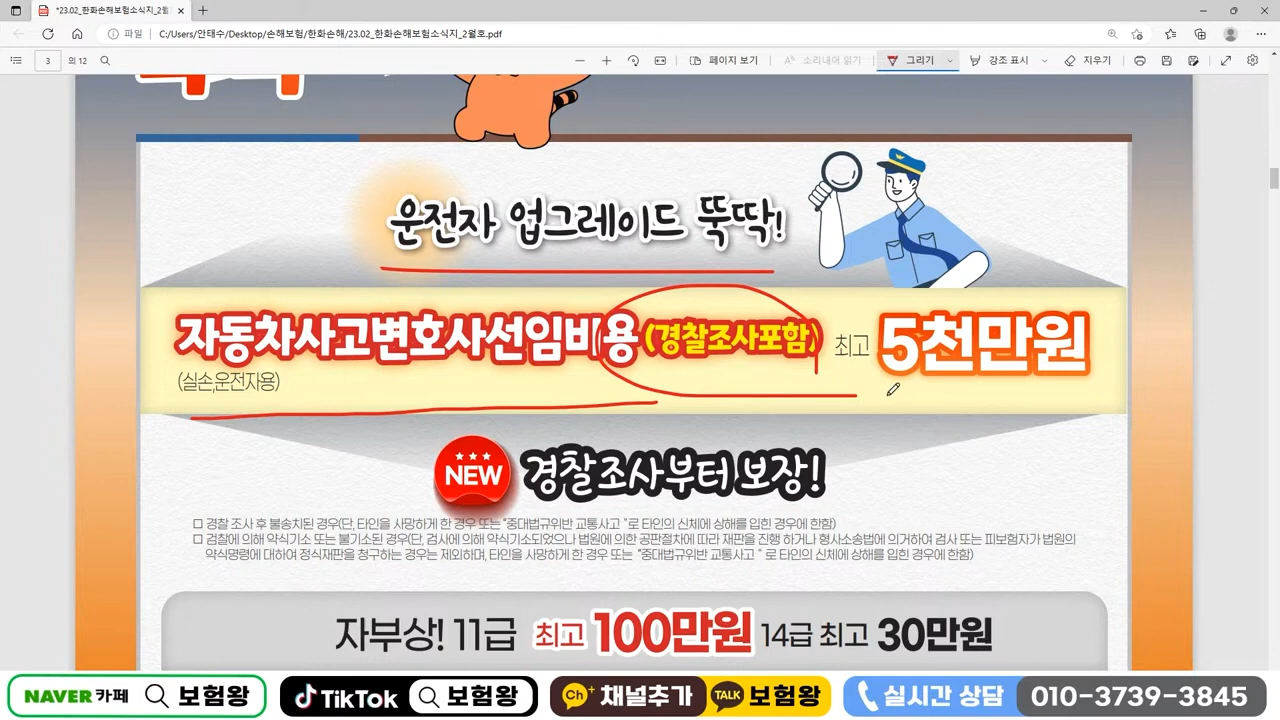 *23.02_한화손해보험소식지_2월
파일 C:/Users/안태수/Desktop/손해보험/한화손해/23.02_한화손해보험소식지_2월호.pdf
3 의 12 페이지 보기 소리내어 읽기 그리기 강조 표시 지우기
운전자 업그레이드 뚝딱!
자동차사고변호사선임비용(경찰조사포함) 최고 5천만원
(실손,운전자용)
NEW 경찰조사부터 보장!
□ 경찰 조사 후 불송치된 경우(단, 타인을 사망하게 한 경우 또는 "중대법규위반 교통사고 "로 타인의 신체에 상해를 입힌 경우에 한함)
□ 검찰에 의해 약식기소 또는 불기소된 경우(단, 검사에 의해 약식기소되었으나 법원에 의한 공판절차에 따라 재판을 진행 하거나 형사소송법에 의거하여 검사 또는 피보험자가 법원의
약식명령에 대하여 정식재판을 청구하는 경우는 제외하며, 타인을 사망하게 한 경우 또는 "중대법규위반 교통사고 " 로 타인의 신체에 상해를 입힌 경우에 한함)
자부상! 11급 최고 100만원 14급 최고 30만원
NAVER 카페 보험왕 TikTok 보험왕 Ch+ 채널추가 TALK 보험왕 실시간 상담 010-3739-3845